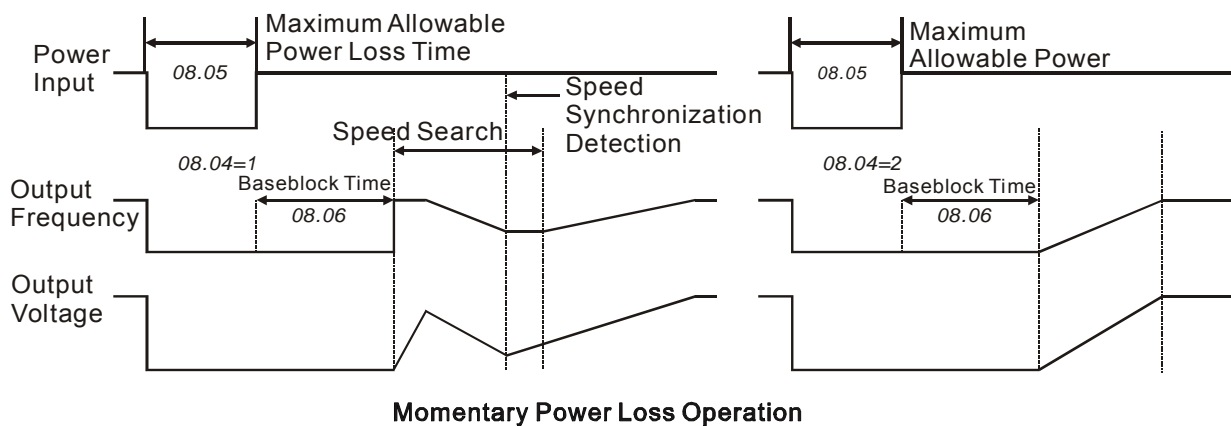 Maximum Allowable
Power Loss Time
Power
Input
08.05
Speed
Synchronization
Detection
Speed Search
08.04=1
Baseblock Time
08.06
Output
Frequency
Output
Voltage
Maximum
Allowable Power
08.05
08.04=2
Baseblock Time
08.06
Momentary Power Loss Operation